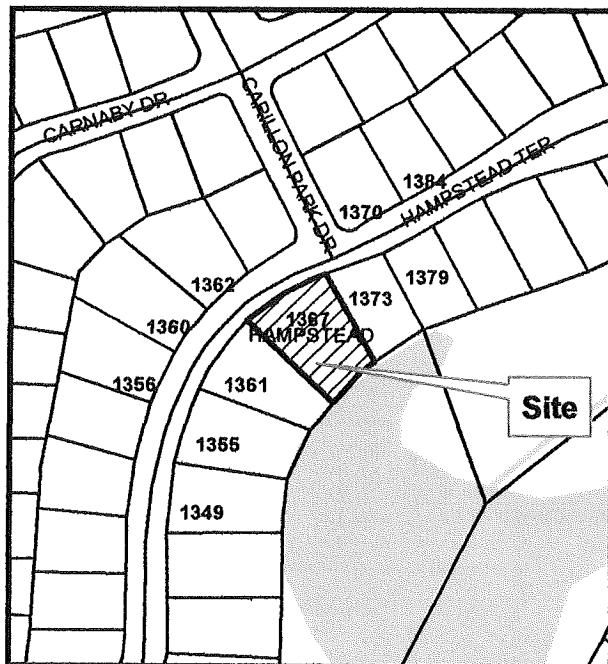 CARNABY DR
CARILLON PARK DR
HAMPSTEAD TER
1384
1370
1379
1373
1362
1367
HAMPSTEAD
1360
1361
1356
Site
1355
1349